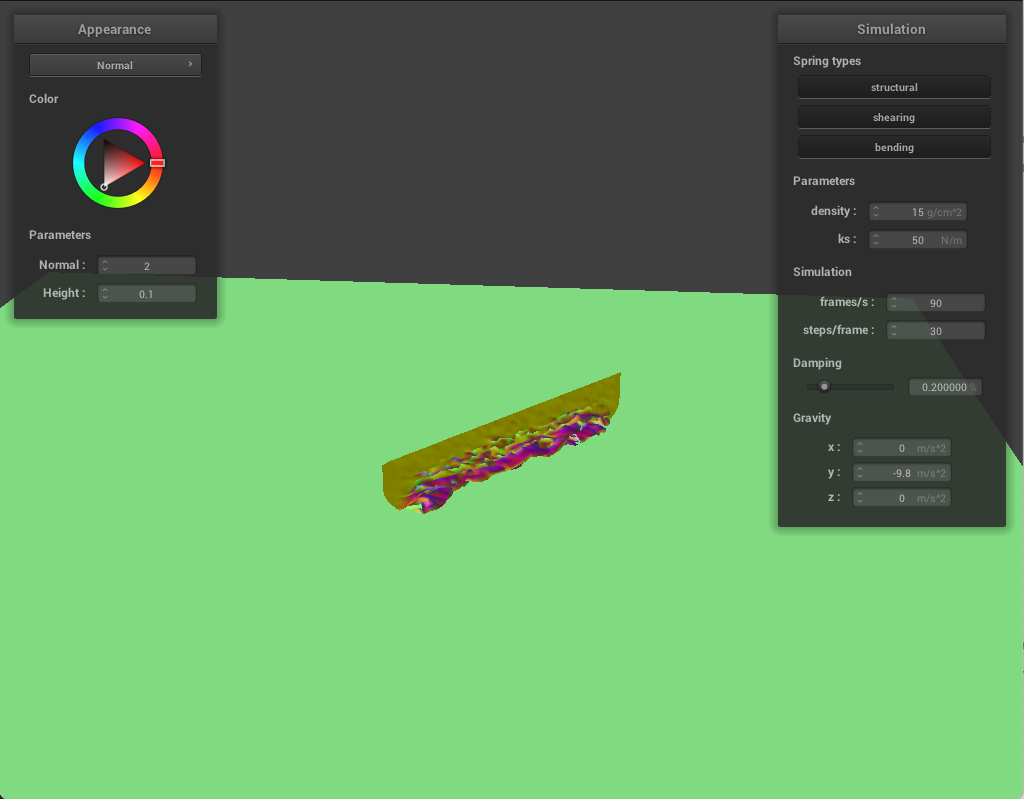 Appearance
Normal
Color
Parameters
Normal : 2
Height : 0.1
Simulation
Spring types
structural
shearing
bending
Parameters
density : 15 g/cm^2
ks : 50 N/m
Simulation
frames/s : 90
steps/frame : 30
Damping
0.200000 %
Gravity
x : 0 m/s^2
y : -9.8 m/s^2
z : 0 m/s^2